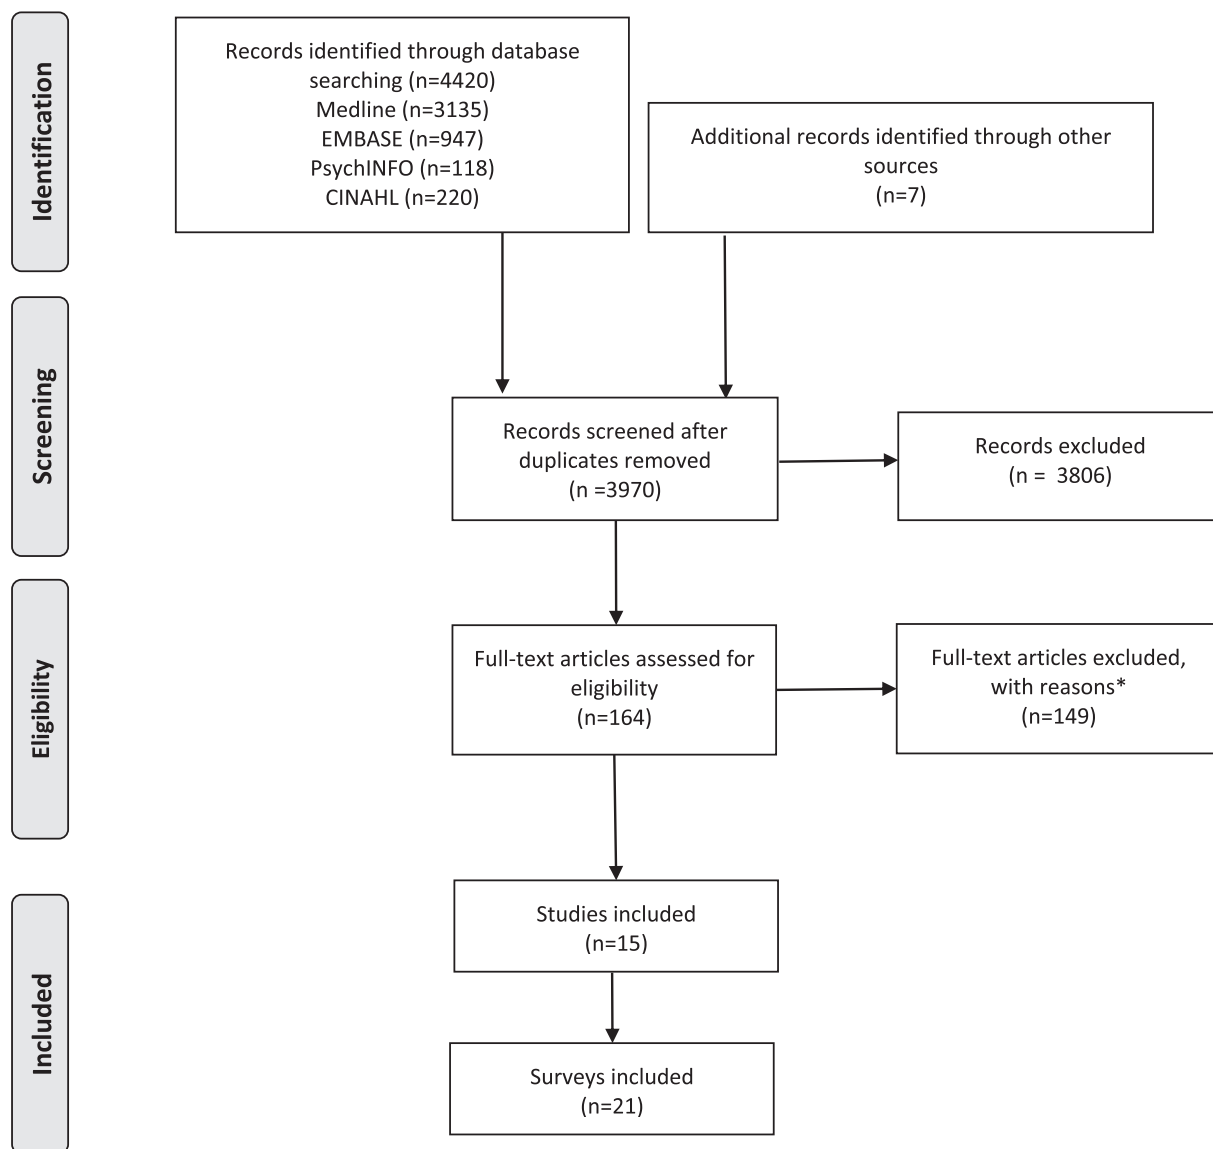 Identification
Records identified through database
searching (n=4420)
Medline (n=3135)
EMBASE (n=947)
PsychINFO (n=118)
CINAHL (n=220)
Additional records identified through other
sources
(n=7)
Screening
Records screened after
duplicates removed
(n =3970)
Records excluded
(n =  3806)
Eligibility
Full-text articles assessed for
eligibility
(n=164)
Full-text articles excluded,
with reasons*
(n=149)
Included
Studies included
(n=15)
Surveys included
(n=21)